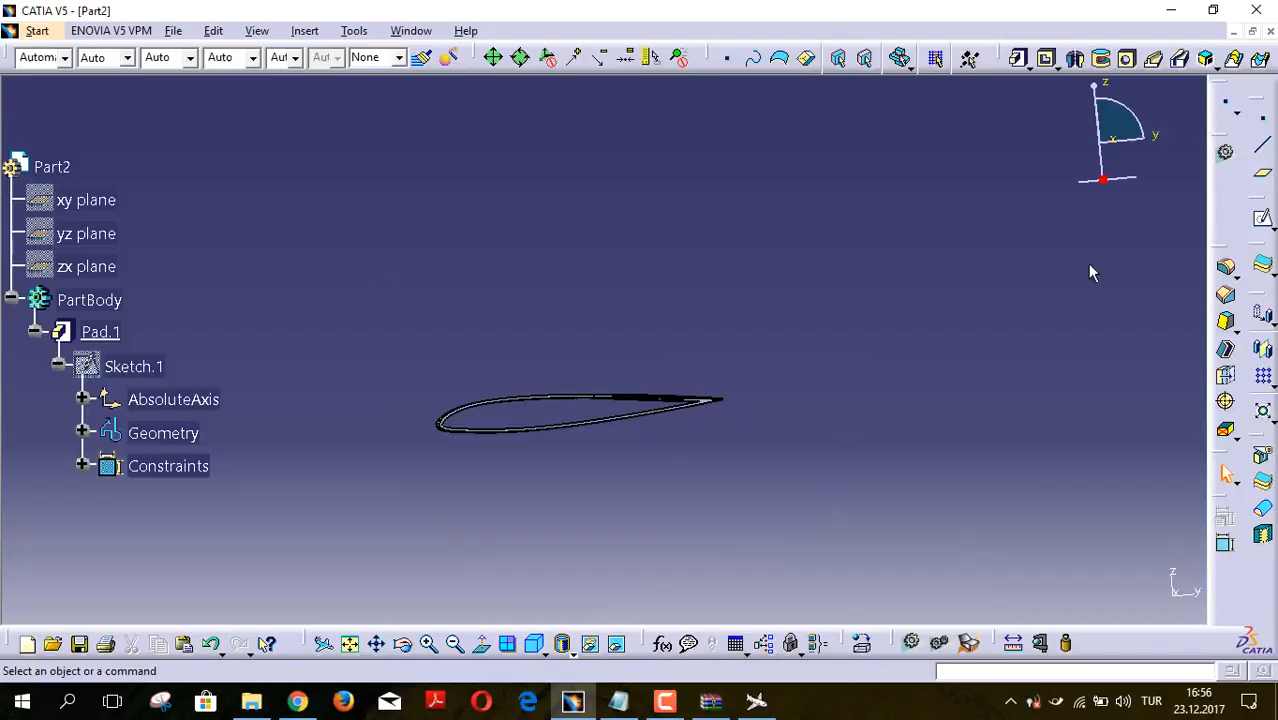 CATIA V5 - [Part2]
Start ENOVIA V5 VPM File Edit View Insert Tools Window Help
Automa Auto Auto Auto Aut Aut None
z
y
x
Part2
xy plane
yz plane
zx plane
PartBody
Pad.1
Sketch.1
AbsoluteAxis
Geometry
Constraints
z
x y
f(x)
CATIA
Select an object or a command
TUR
16:56
23.12.2017